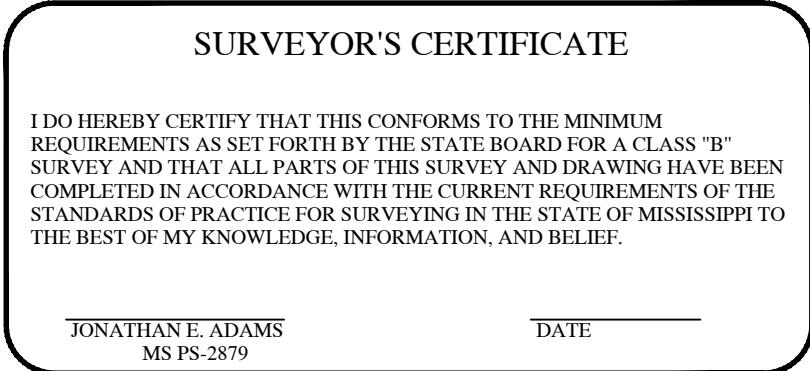 SURVEYOR'S CERTIFICATE
I DO HEREBY CERTIFY THAT THIS CONFORMS TO THE MINIMUM
REQUIREMENTS AS SET FORTH BY THE STATE BOARD FOR A CLASS "B"
SURVEY AND THAT ALL PARTS OF THIS SURVEY AND DRAWING HAVE BEEN
COMPLETED IN ACCORDANCE WITH THE CURRENT REQUIREMENTS OF THE
STANDARDS OF PRACTICE FOR SURVEYING IN THE STATE OF MISSISSIPPI TO
THE BEST OF MY KNOWLEDGE, INFORMATION, AND BELIEF.
JONATHAN E. ADAMS DATE
MS PS-2879